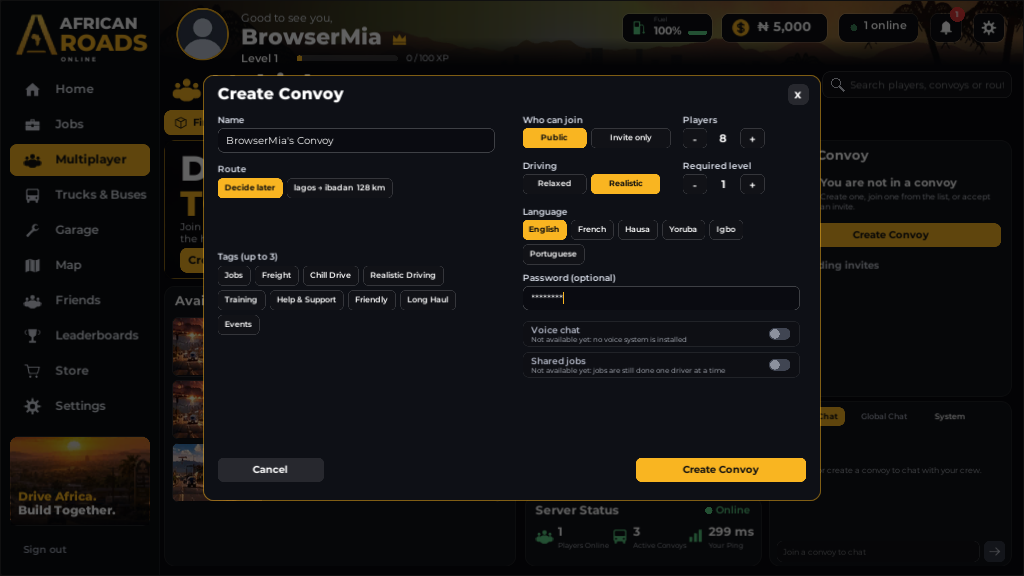 AFRICAN
ROADS
ONLINE
Home
Jobs
Multiplayer
Trucks & Buses
Garage
Map
Friends
Leaderboards
Store
Settings
Drive Africa.
Build Together.
Sign out
Good to see you,
BrowserMia
Level 1
0 / 100 XP
Fuel
100%
₦ 5,000
1 online
1
Search players, convoys or rout
Create Convoy
x
Name
BrowserMia's Convoy
Route
Decide later
lagos → ibadan 128 km
Tags (up to 3)
Jobs
Freight
Chill Drive
Realistic Driving
Training
Help & Support
Friendly
Long Haul
Events
Who can join
Public
Invite only
Players
-
8
+
Driving
Relaxed
Realistic
Required level
-
1
+
Language
English
French
Hausa
Yoruba
Igbo
Portuguese
Password (optional)
********
Voice chat
Not available yet: no voice system is installed
Shared jobs
Not available yet: jobs are still done one driver at a time
Cancel
Create Convoy
Join
the h
Cr
Avai
Convoy
You are not in a convoy
Create one, join one from the list, or accept
an invite.
Create Convoy
ding invites
Chat
Global Chat
System
r create a convoy to chat with your crew.
Join a convoy to chat
Server Status
Online
1
Players Online
3
Active Convoys
299 ms
Your Ping